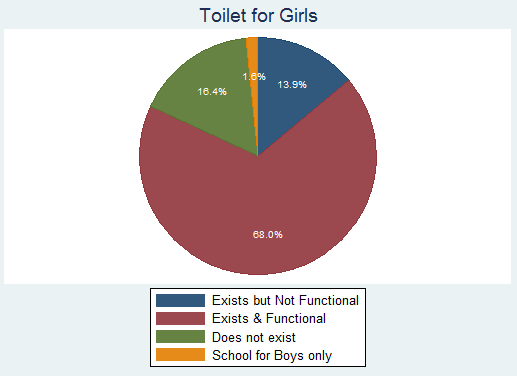 Toilet for Girls
1.6%
13.9%
16.4%
68.0%
Exists but Not Functional
Exists & Functional
Does not exist
School for Boys only